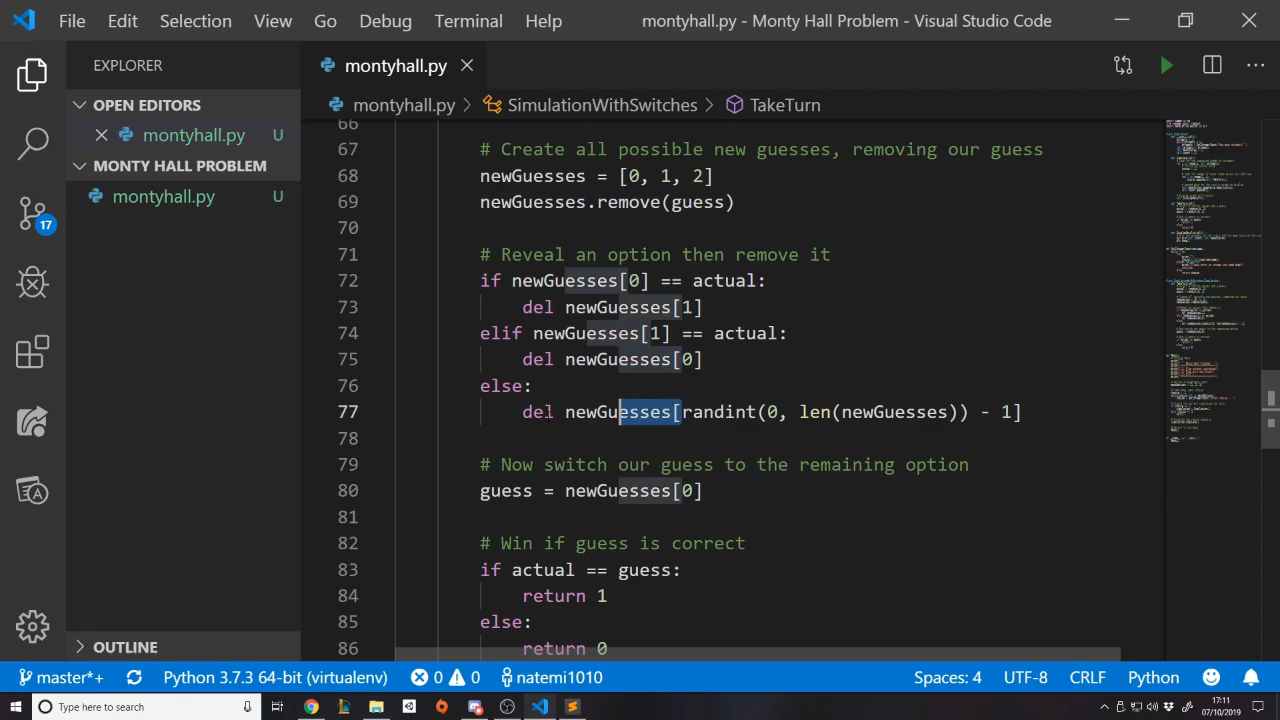 File Edit Selection View Go Debug Terminal Help montyhall.py - Monty Hall Problem - Visual Studio Code
EXPLORER
montyhall.py
OPEN EDITORS
montyhall.py U
MONTY HALL PROBLEM
montyhall.py U
17
OUTLINE
montyhall.py > SimulationWithSwitches > TakeTurn
66
67 # Create all possible new guesses, removing our guess
68 newGuesses = [0, 1, 2]
69 newGuesses.remove(guess)
70
71 # Reveal an option then remove it
72 if newGuesses[0] == actual:
73 del newGuesses[1]
74 elif newGuesses[1] == actual:
75 del newGuesses[0]
76 else:
77 del newGuesses[randint(0, len(newGuesses)) - 1]
78
79 # Now switch our guess to the remaining option
80 guess = newGuesses[0]
81
82 # Win if guess is correct
83 if actual == guess:
84 return 1
85 else:
86 return 0
master*+ Python 3.7.3 64-bit (virtualenv) 0 0 natemi1010 Spaces: 4 UTF-8 CRLF Python
Type here to search
17:11
07/10/2019